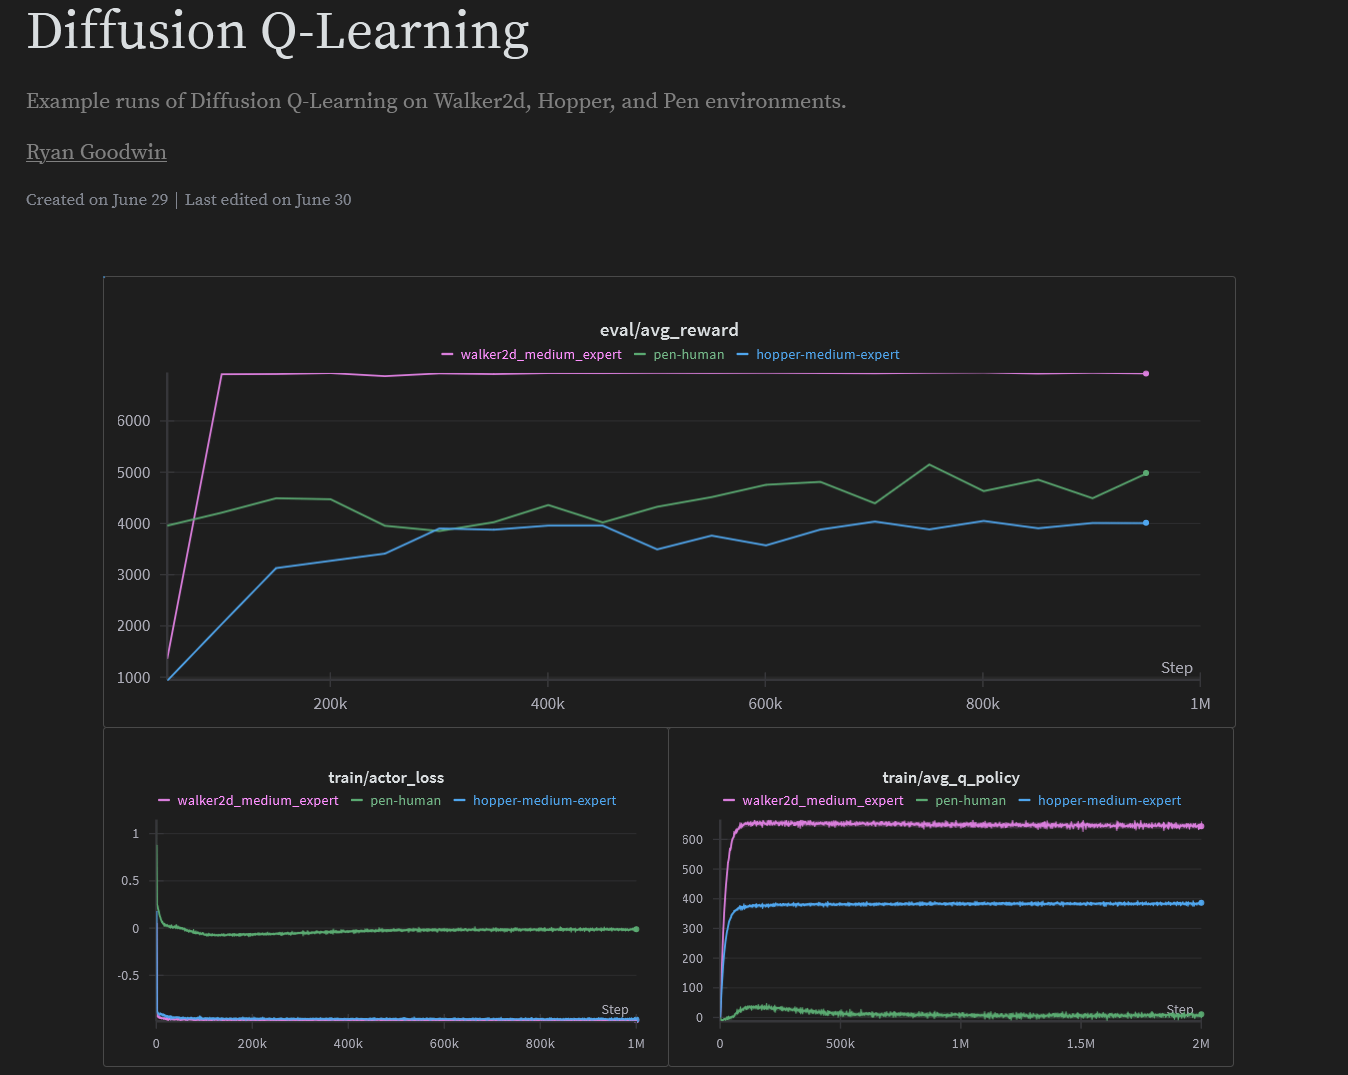 Diffusion Q-Learning
Example runs of Diffusion Q-Learning on Walker2d, Hopper, and Pen environments.
Ryan Goodwin
Created on June 29 | Last edited on June 30
eval/avg_reward
walker2d_medium_expert pen-human hopper-medium-expert
6000
5000
4000
3000
2000
1000
Step
200k 400k 600k 800k 1M
train/actor_loss
walker2d_medium_expert pen-human hopper-medium-expert
1
0.5
0
-0.5
Step
0 200k 400k 600k 800k 1M
train/avg_q_policy
walker2d_medium_expert pen-human hopper-medium-expert
600
500
400
300
200
100
0
Step
0 500k 1M 1.5M 2M